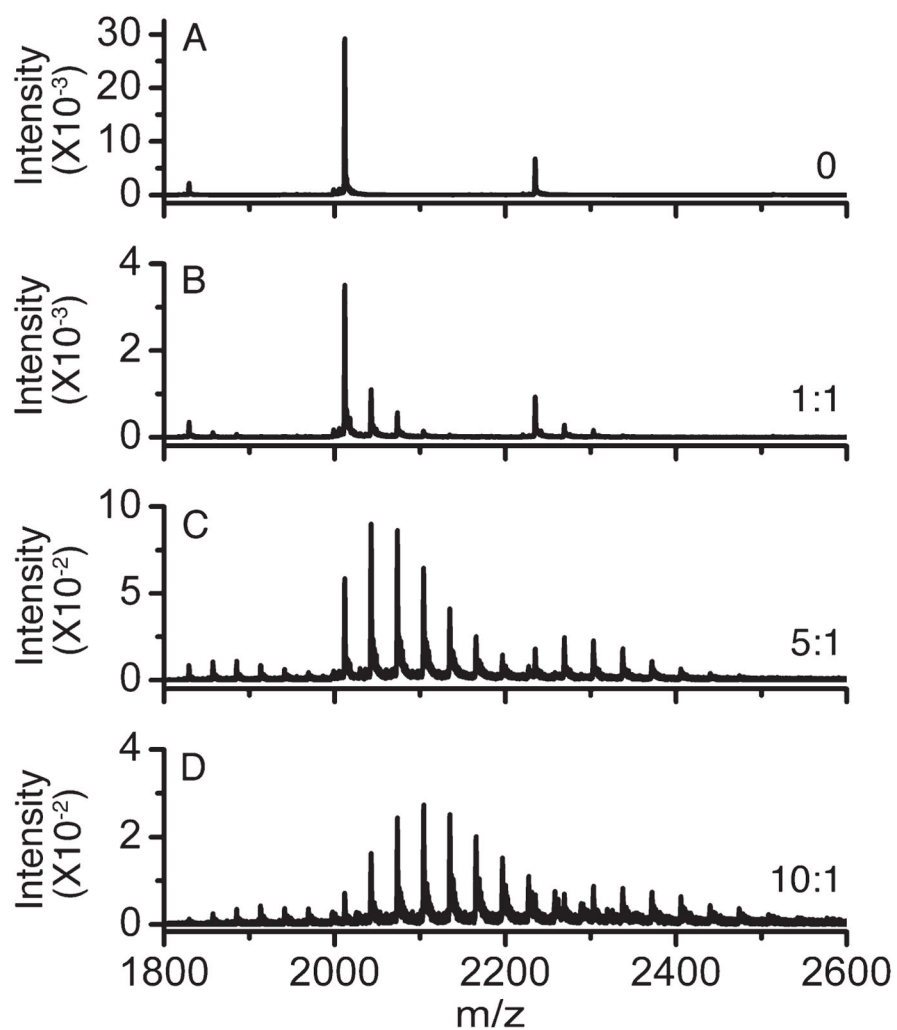 A
Intensity
(X10⁻³)
30
20
10
0
0
B
Intensity
(X10⁻³)
4
2
0
1:1
C
Intensity
(X10⁻²)
10
5
0
5:1
D
Intensity
(X10⁻²)
4
2
0
10:1
1800 2000 2200 2400 2600
m/z